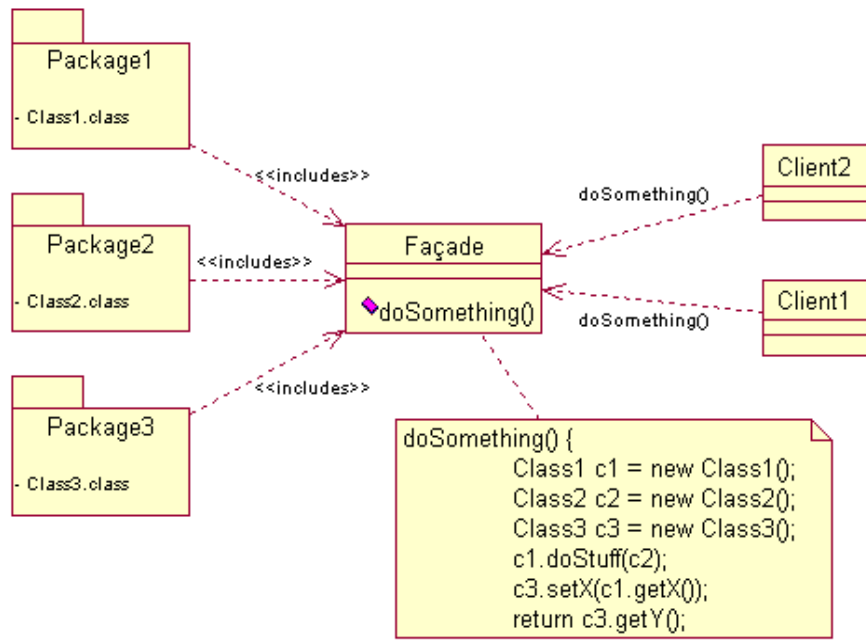 Package1
- Class1.class
<<includes>>
Package2
- Class2.class
<<includes>>
Package3
- Class3.class
<<includes>>
Façade
doSomething()
Client2
doSomething()
Client1
doSomething()
doSomething() {
Class1 c1 = new Class1();
Class2 c2 = new Class2();
Class3 c3 = new Class3();
c1.doStuff(c2);
c3.setX(c1.getX());
return c3.getY();